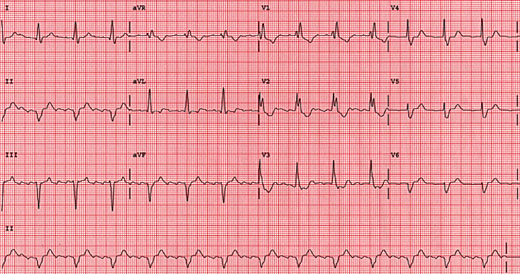 I aVR V1 V4
II aVL V2 V5
III aVF V3 V6
II